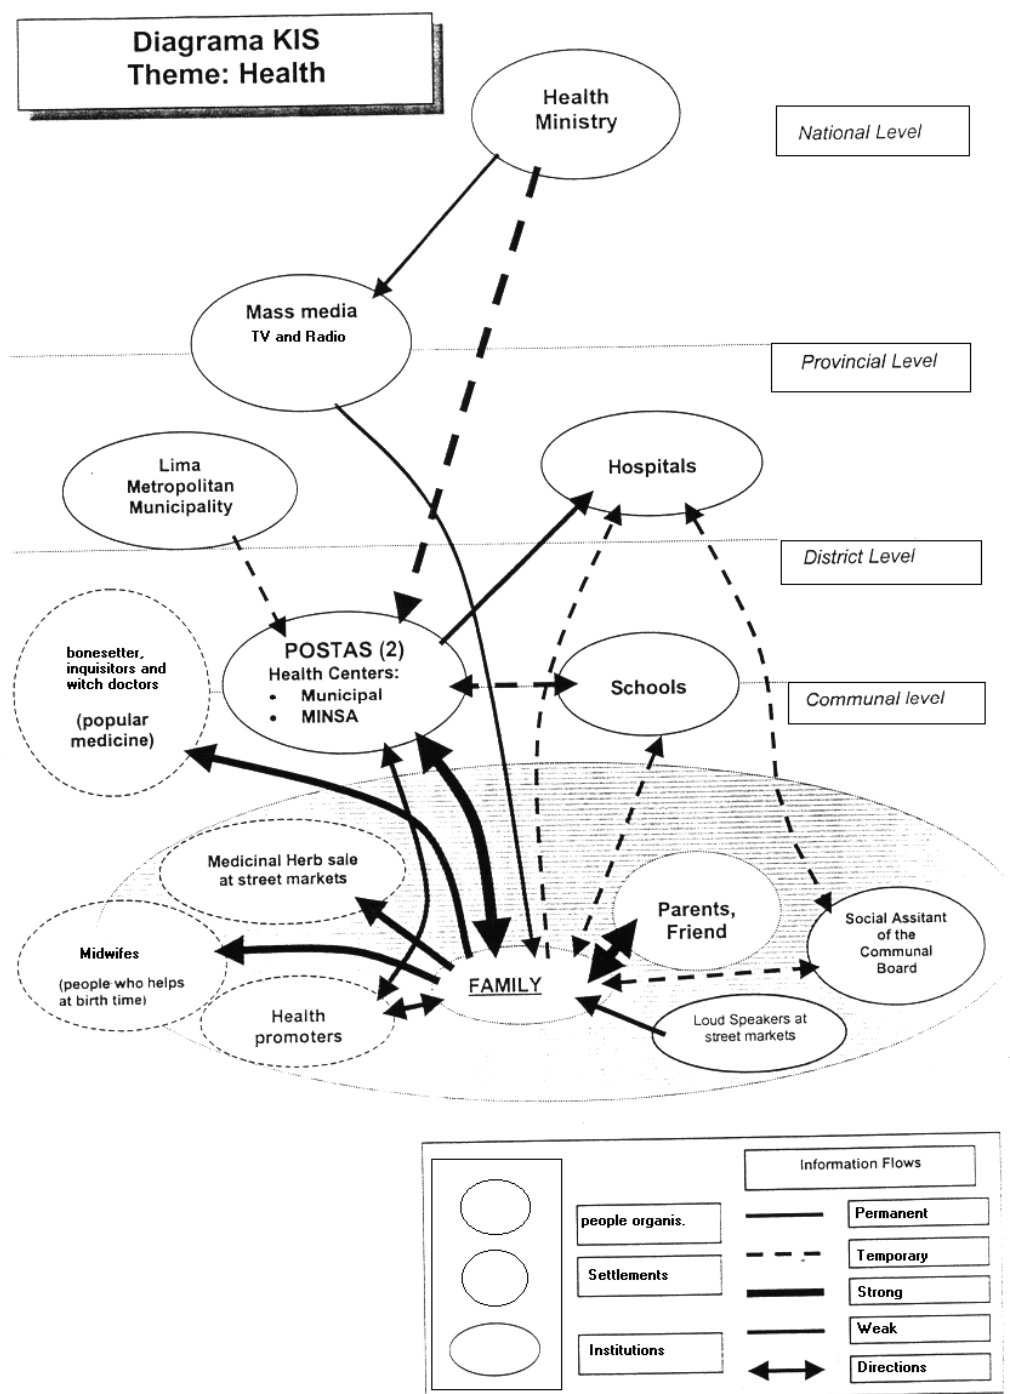 Diagrama KIS
Theme: Health
Health
Ministry
National Level
Mass media
TV and Radio
Provincial Level
Lima
Metropolitan
Municipality
Hospitals
District Level
bonesetter,
inquisitors and
witch doctors
(popular
medicine)
POSTAS (2)
Health Centers:
• Municipal
• MINSA
Schools
Communal level
Medicinal Herb sale
at street markets
Parents,
Friend
Social Assitant
of the
Communal
Board
Midwifes
(people who helps
at birth time)
FAMILY
Health
promoters
Loud Speakers at
street markets
Information Flows
people organis.
Permanent
Temporary
Settlements
Strong
Weak
Institutions
Directions